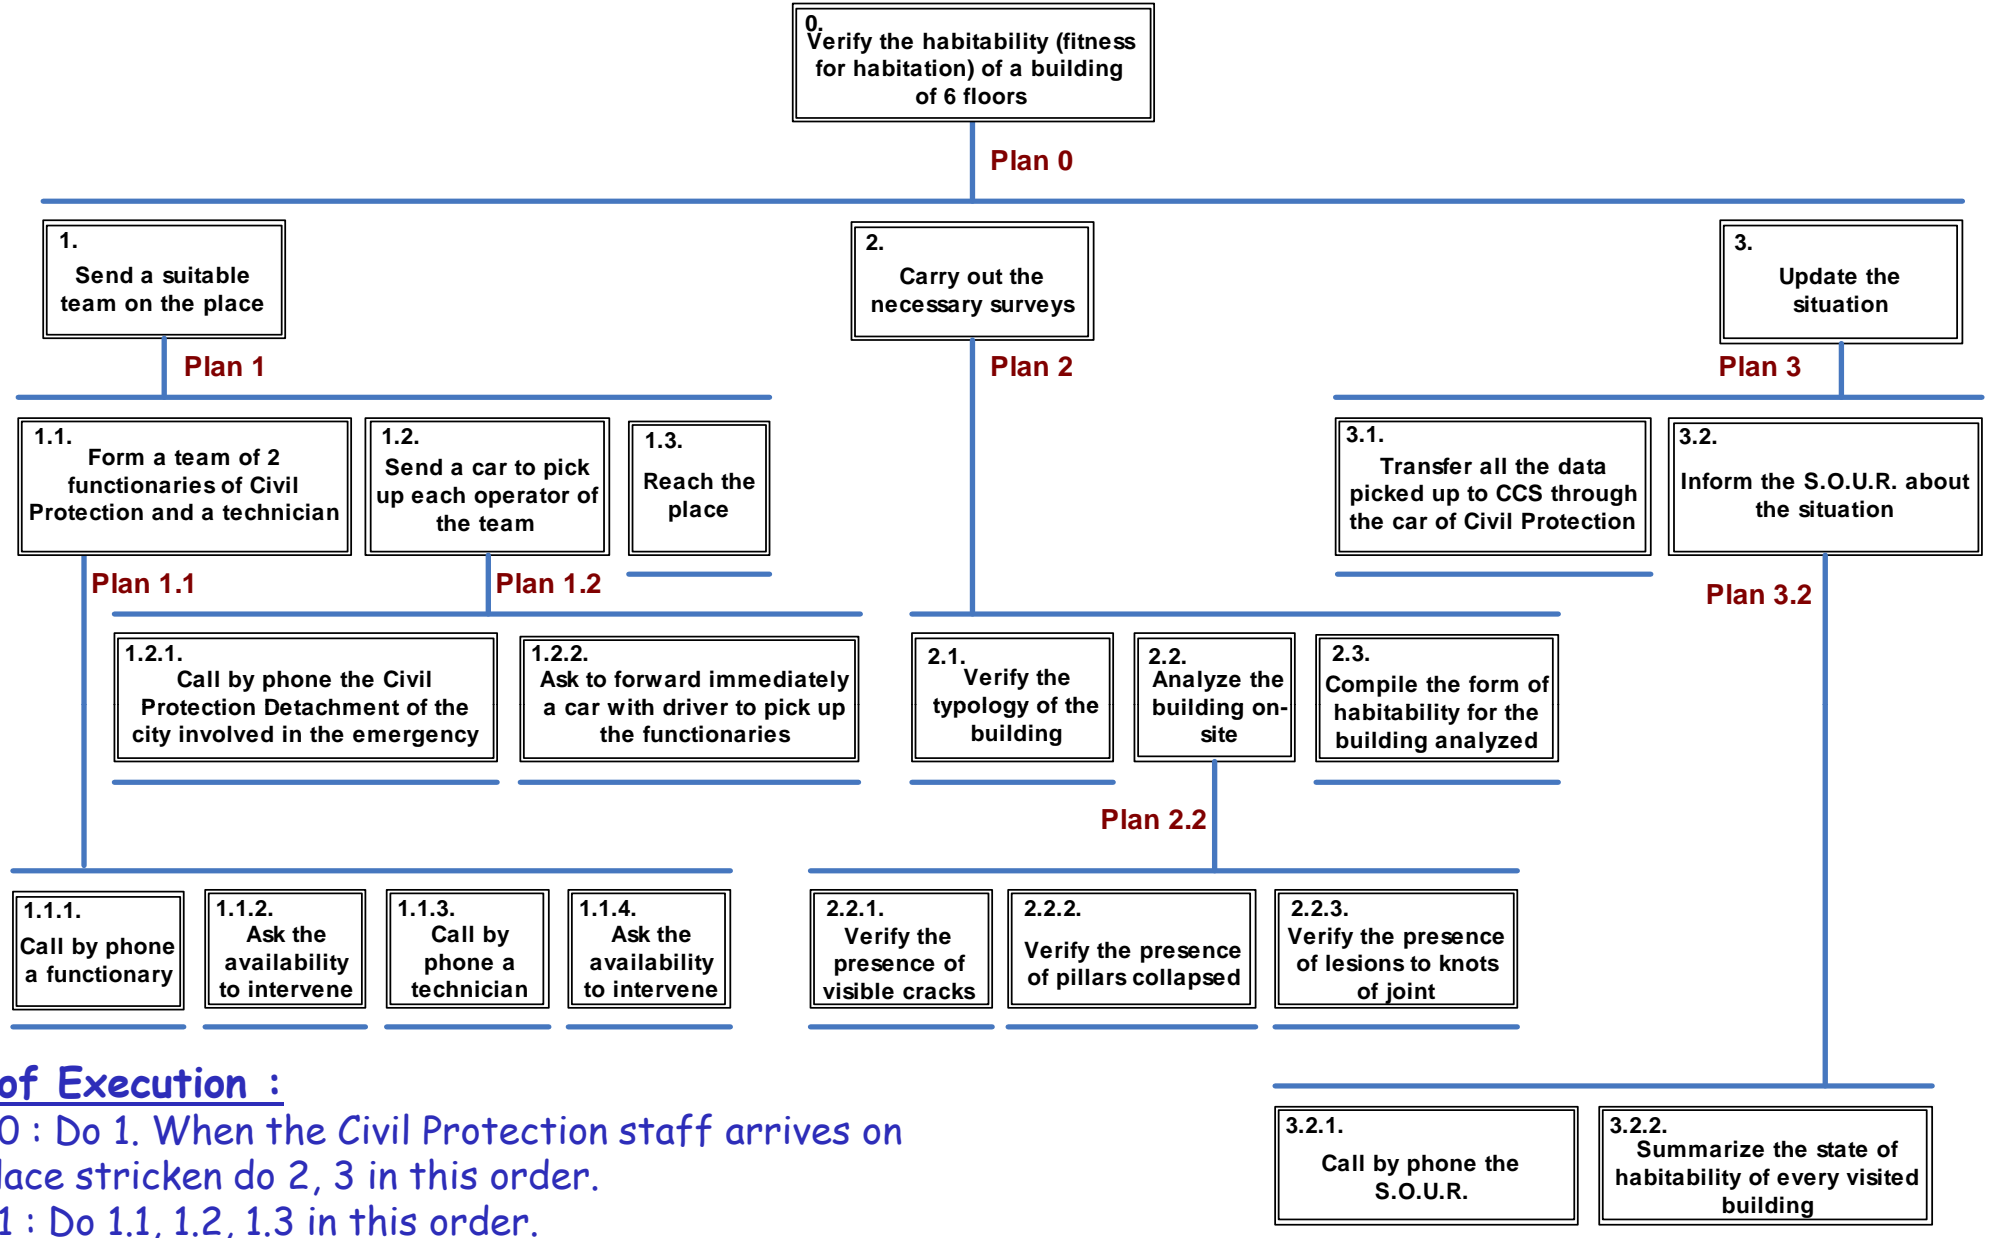 0.
Verify the habitability (fitness
for habitation) of a building
of 6 floors
Plan 0
1.
Send a suitable
team on the place
2.
Carry out the
necessary surveys
3.
Update the
situation
Plan 1
Plan 2
Plan 3
1.1.
Form a team of 2
functionaries of Civil
Protection and a technician
1.2.
Send a car to pick
up each operator of
the team
1.3.
Reach the
place
3.1.
Transfer all the data
picked up to CCS through
the car of Civil Protection
3.2.
Inform the S.O.U.R. about
the situation
Plan 1.1
Plan 1.2
Plan 3.2
1.2.1.
Call by phone the Civil
Protection Detachment of the
city involved in the emergency
1.2.2.
Ask to forward immediately
a car with driver to pick up
the functionaries
2.1.
Verify the
typology of the
building
2.2.
Analyze the
building on-
site
2.3.
Compile the form of
habitability for the
building analyzed
Plan 2.2
1.1.1.
Call by phone
a functionary
1.1.2.
Ask the
availability
to intervene
1.1.3.
Call by
phone a
technician
1.1.4.
Ask the
availability
to intervene
2.2.1.
Verify the
presence of
visible cracks
2.2.2.
Verify the presence
of pillars collapsed
2.2.3.
Verify the presence
of lesions to knots
of joint
3.2.1.
Call by phone the
S.O.U.R.
3.2.2.
Summarize the state of
habitability of every visited
building
of Execution :
0 : Do 1. When the Civil Protection staff arrives on
lace stricken do 2, 3 in this order.
1 : Do 1.1, 1.2, 1.3 in this order.